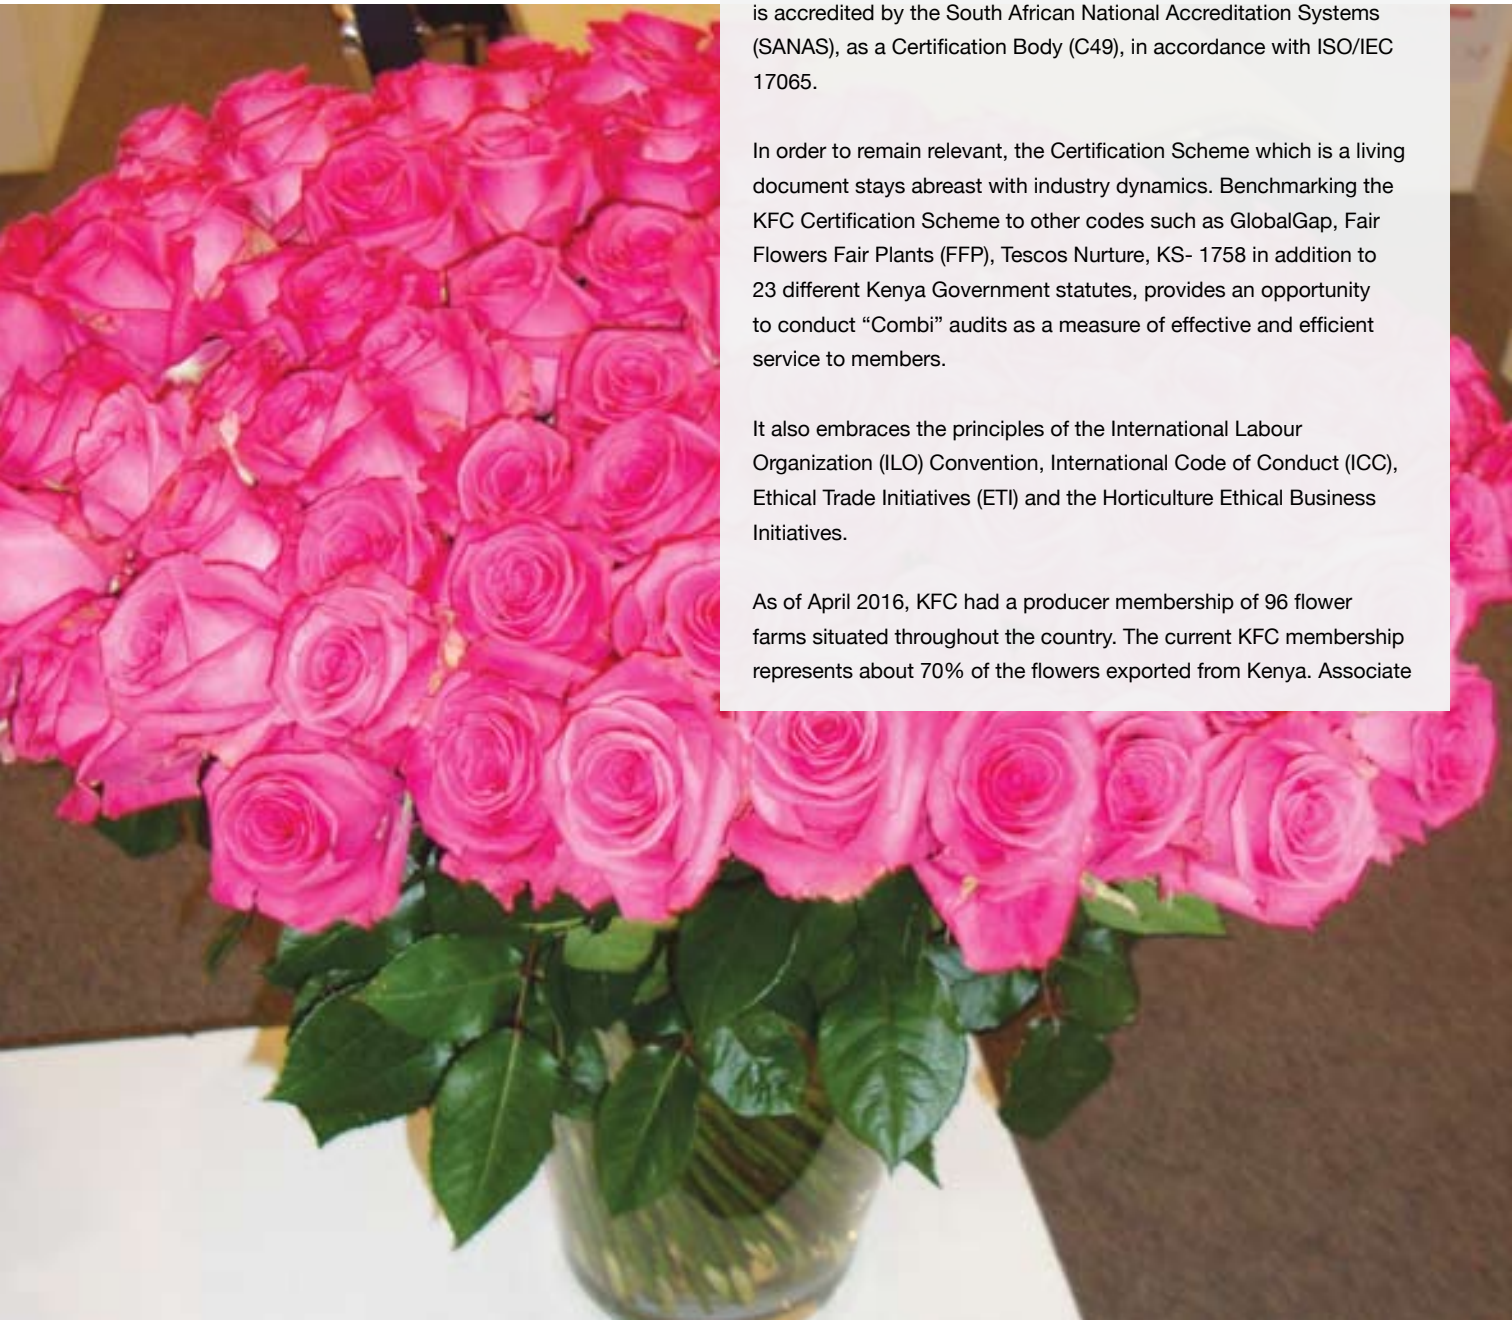 is accredited by the South African National Accreditation Systems
(SANAS), as a Certification Body (C49), in accordance with ISO/IEC
17065.
In order to remain relevant, the Certification Scheme which is a living
document stays abreast with industry dynamics. Benchmarking the
KFC Certification Scheme to other codes such as GlobalGap, Fair
Flowers Fair Plants (FFP), Tescos Nurture, KS- 1758 in addition to
23 different Kenya Government statutes, provides an opportunity
to conduct “Combi” audits as a measure of effective and efficient
service to members.
It also embraces the principles of the International Labour
Organization (ILO) Convention, International Code of Conduct (ICC),
Ethical Trade Initiatives (ETI) and the Horticulture Ethical Business
Initiatives.
As of April 2016, KFC had a producer membership of 96 flower
farms situated throughout the country. The current KFC membership
represents about 70% of the flowers exported from Kenya. Associate